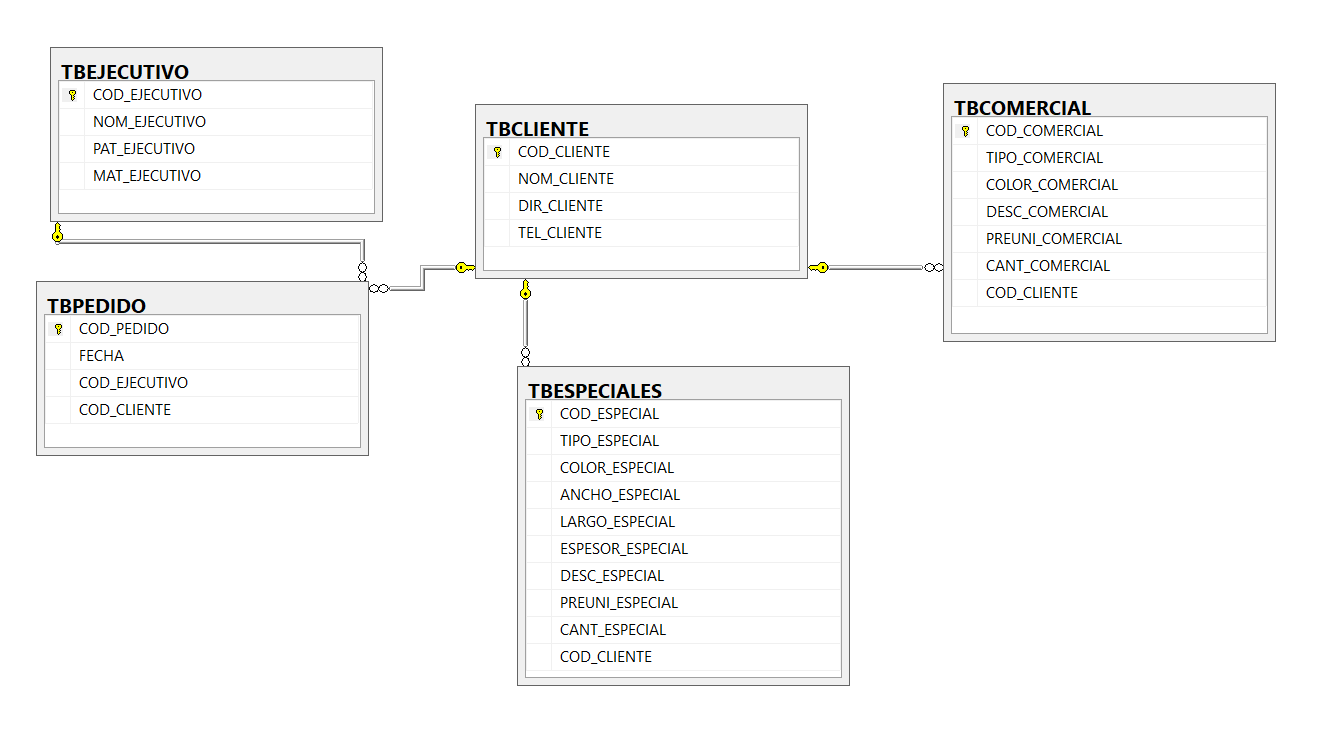 TBEJECUTIVO
COD_EJECUTIVO
NOM_EJECUTIVO
PAT_EJECUTIVO
MAT_EJECUTIVO
TBPEDIDO
COD_PEDIDO
FECHA
COD_EJECUTIVO
COD_CLIENTE
TBCLIENTE
COD_CLIENTE
NOM_CLIENTE
DIR_CLIENTE
TEL_CLIENTE
TBESPECIALES
COD_ESPECIAL
TIPO_ESPECIAL
COLOR_ESPECIAL
ANCHO_ESPECIAL
LARGO_ESPECIAL
ESPESOR_ESPECIAL
DESC_ESPECIAL
PREUNI_ESPECIAL
CANT_ESPECIAL
COD_CLIENTE
TBCOMERCIAL
COD_COMERCIAL
TIPO_COMERCIAL
COLOR_COMERCIAL
DESC_COMERCIAL
PREUNI_COMERCIAL
CANT_COMERCIAL
COD_CLIENTE